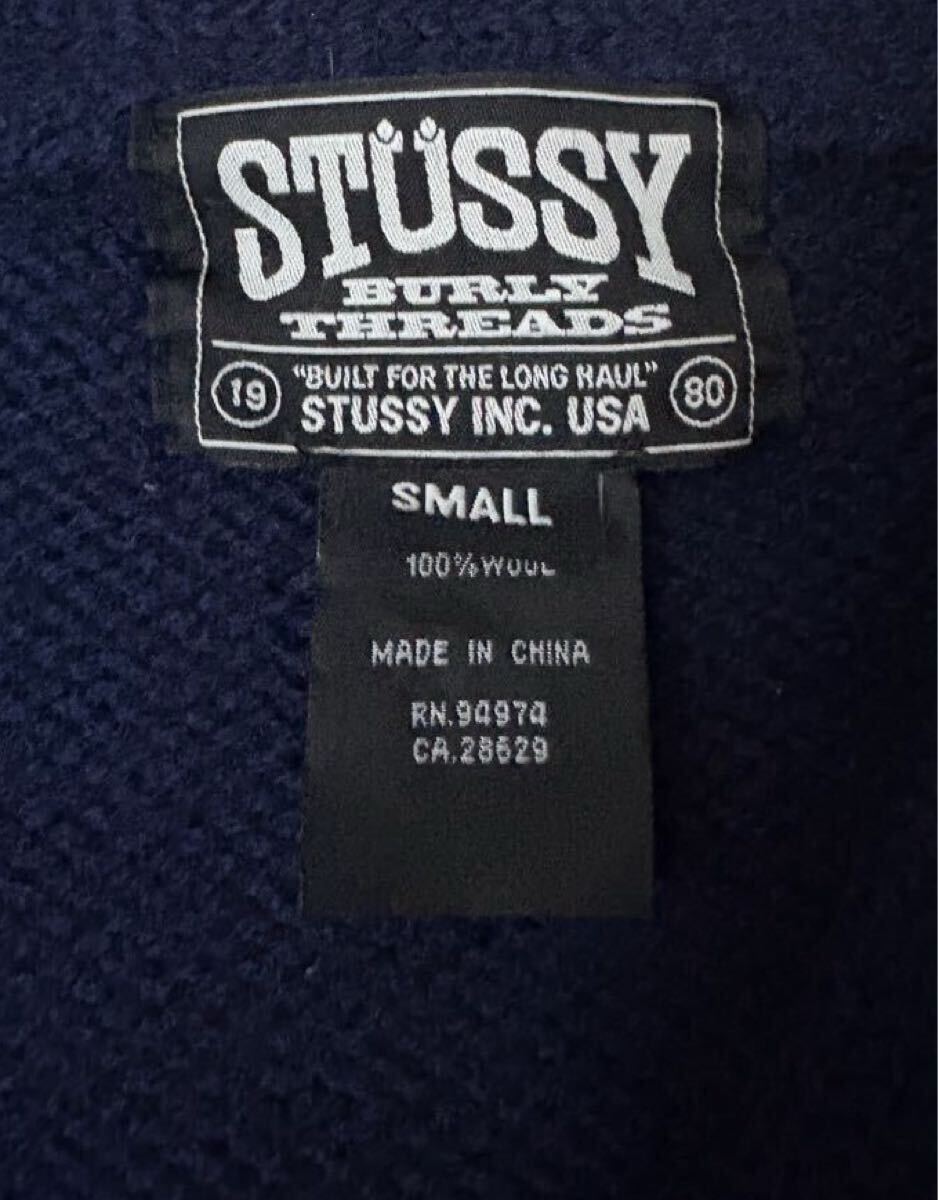 STÜSSY
BURLY
THREADS
19 "BUILT FOR THE LONG HAUL" 80
STUSSY INC. USA
SMALL
100% WOOL
MADE IN CHINA
RN.94974
CA.28629